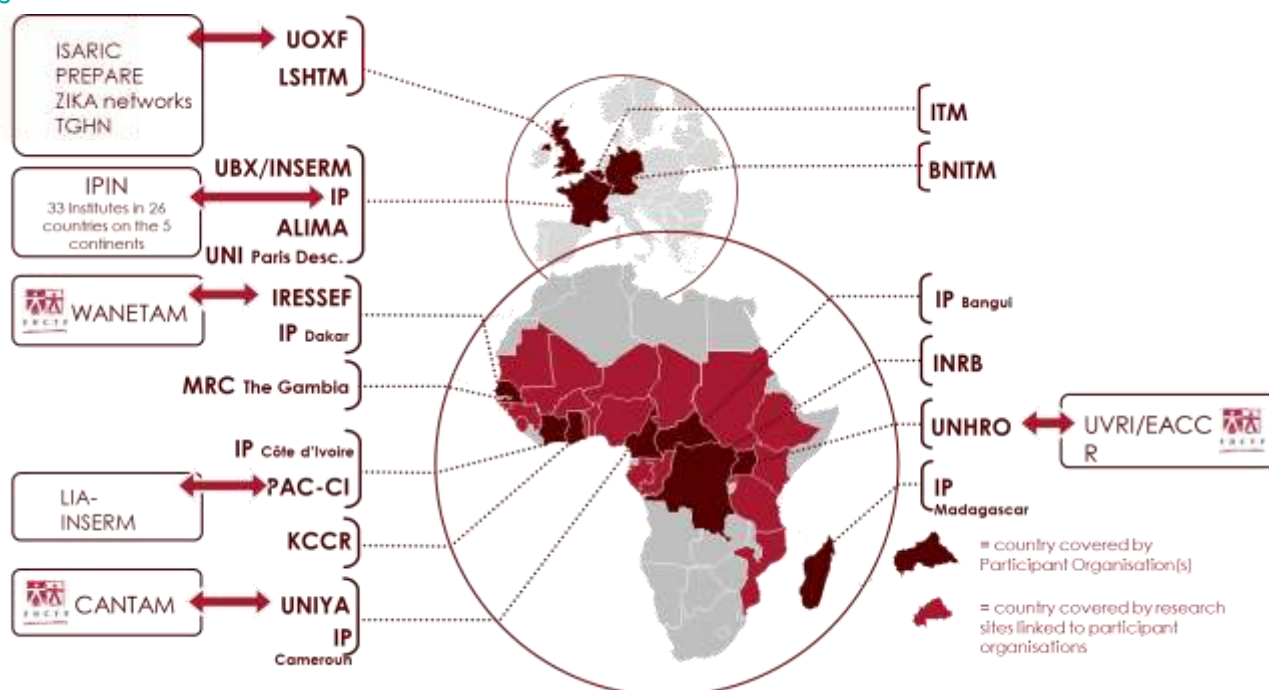 ISARIC
PREPARE
ZIKA networks
TGHN
UOXF
LSHTM
UBX/INSERM
IP
ALIMA
UNI Paris Desc.
IPIN
33 Institutes in 26
countries on the 5
continents
WANETAM
IRESSEF
IP Dakar
MRC The Gambia
IP Côte d'Ivoire
PAC-CI
LIA-
INSERM
KCCR
CANTAM
UNIYA
IP
Cameroun
ITM
BNITM
IP Bangui
INRB
UNHRO
UVRI/EACC
R
IP
Madagascar
= country covered by
Participant Organisation(s)
= country covered by research
sites linked to participant
organisations